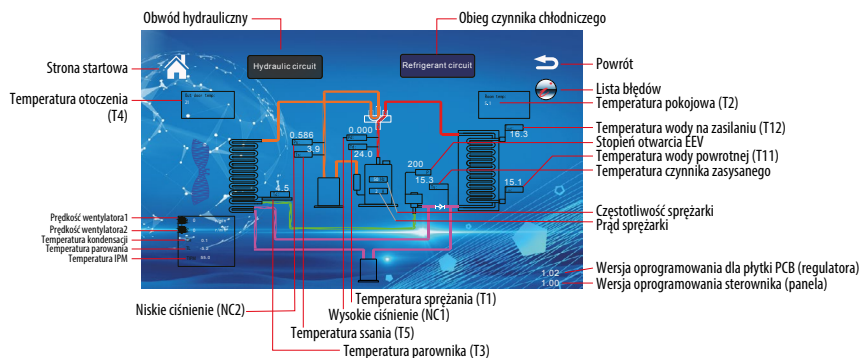 Obwód hydrauliczny
Obieg czynnika chłodniczego
Strona startowa
Hydraulic circuit
Refrigerant circuit
Powrót
Lista błędów
Temperatura otoczenia
(T4)
Temperatura pokojowa (T2)
0.586
3.9
0.000
24.0
200
15.3
16.3
15.1
4.5
Temperatura wody na zasilaniu (T12)
Stopień otwarcia EEV
Temperatura wody powrotnej (T11)
Temperatura czynnika zasysanego
Częstotliwość sprężarki
Prąd sprężarki
Prędkość wentylatora1
Prędkość wentylatora2
Temperatura kondensacji
Temperatura parowania
Temperatura IPM
1.02
1.00
Wersja oprogramowania dla płytki PCB (regulatora)
Wersja oprogramowania sterownika (panela)
Temperatura sprężania (T1)
Niskie ciśnienie (NC2)
Wysokie ciśnienie (NC1)
Temperatura ssania (T5)
Temperatura parownika (T3)